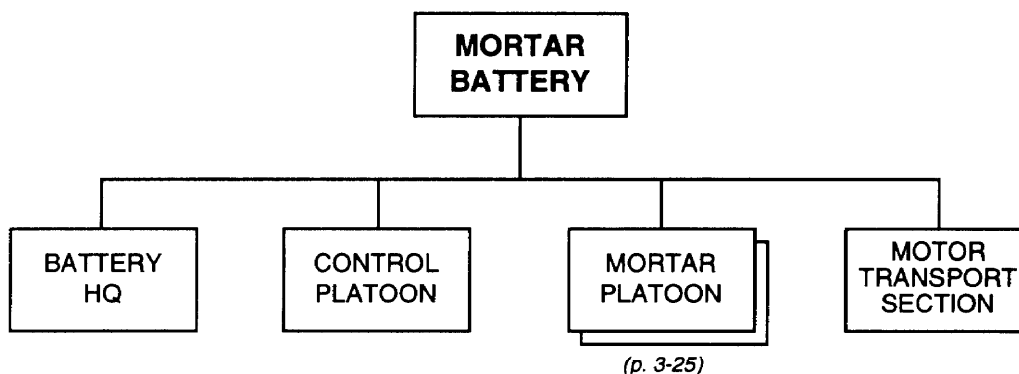 MORTAR
BATTERY
BATTERY
HQ
CONTROL
PLATOON
MORTAR
PLATOON
MOTOR
TRANSPORT
SECTION
(p. 3-25)